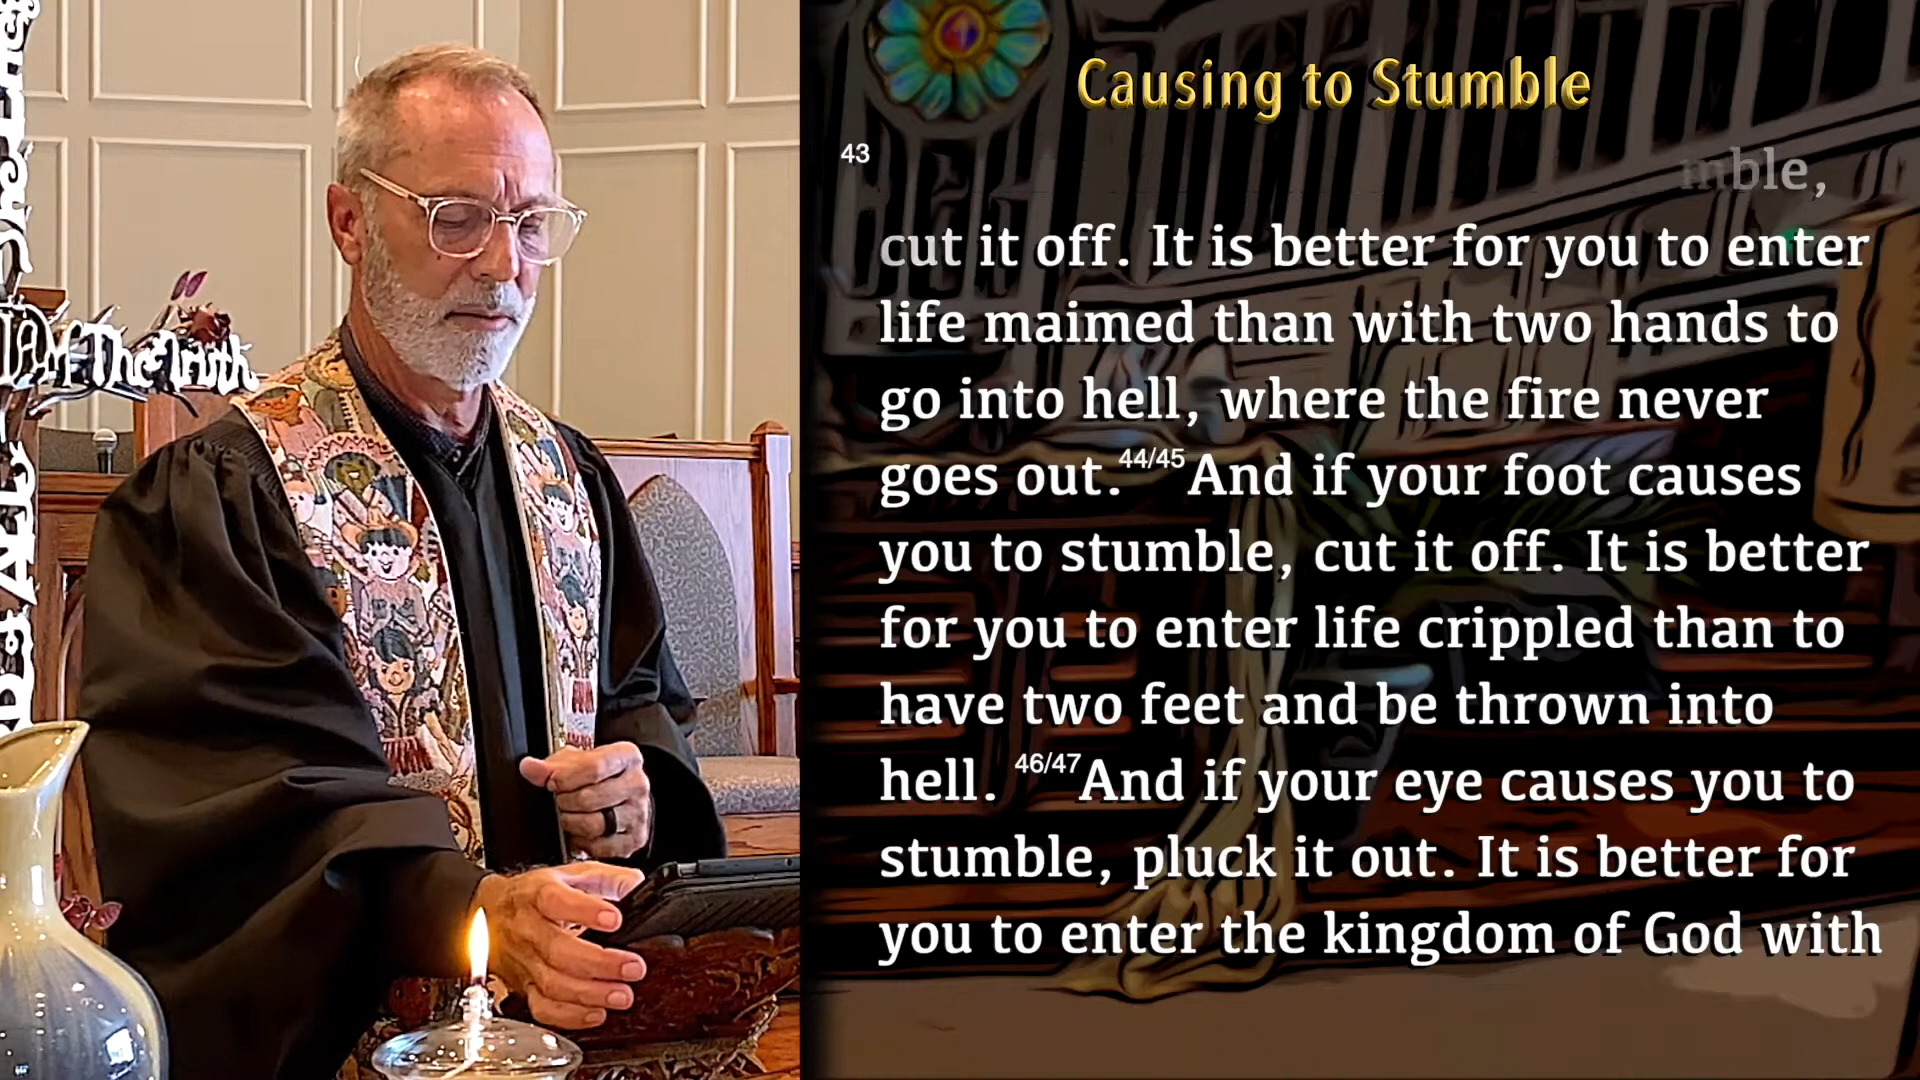 Causing to Stumble
43
mble,
cut it off. It is better for you to enter
life maimed than with two hands to
go into hell, where the fire never
goes out. 44/45 And if your foot causes
you to stumble, cut it off. It is better
for you to enter life crippled than to
have two feet and be thrown into
hell. 46/47 And if your eye causes you to
stumble, pluck it out. It is better for
you to enter the kingdom of God with
I AM The Truth